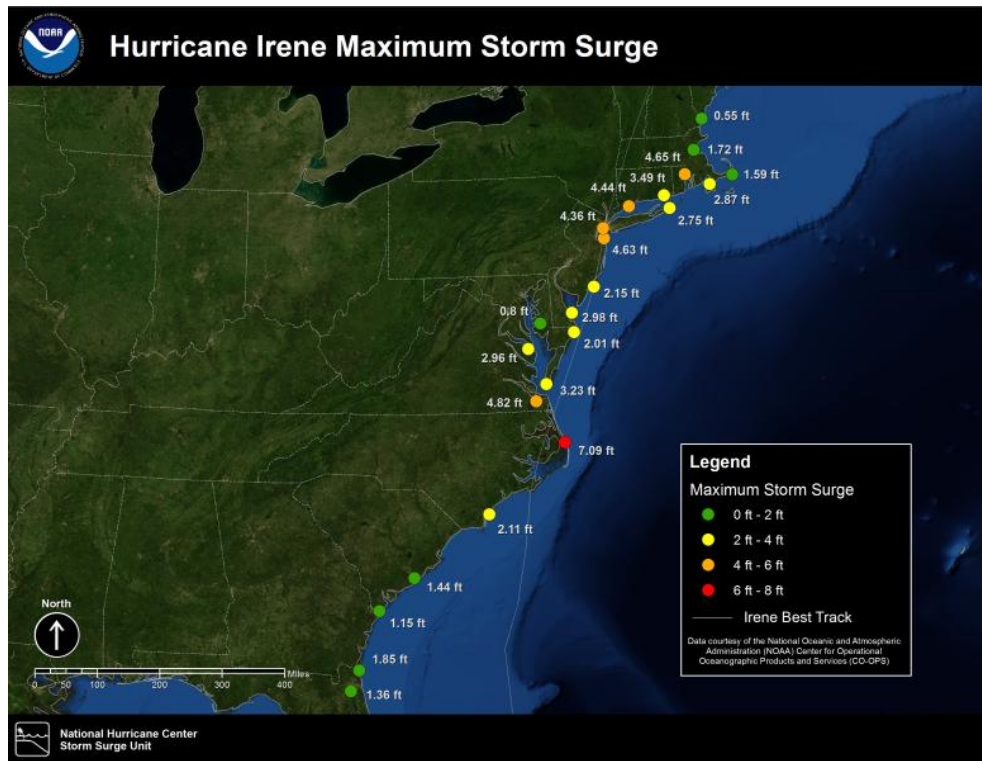 NOAA
Hurricane Irene Maximum Storm Surge
0.55 ft
1.72 ft
4.65 ft
1.59 ft
3.49 ft
4.44 ft
2.87 ft
2.75 ft
4.36 ft
4.63 ft
2.15 ft
0.8 ft
2.98 ft
2.01 ft
2.96 ft
3.23 ft
4.82 ft
7.09 ft
2.11 ft
1.44 ft
1.15 ft
1.85 ft
1.36 ft
Legend
Maximum Storm Surge
0 ft - 2 ft
2 ft - 4 ft
4 ft - 6 ft
6 ft - 8 ft
Irene Best Track
Data courtesy of the National Oceanic and Atmospheric
Administration (NOAA) Center for Operational
Oceanographic Products and Services (CO-OPS)
North
Miles
0 50 100 200 300 400
National Hurricane Center
Storm Surge Unit